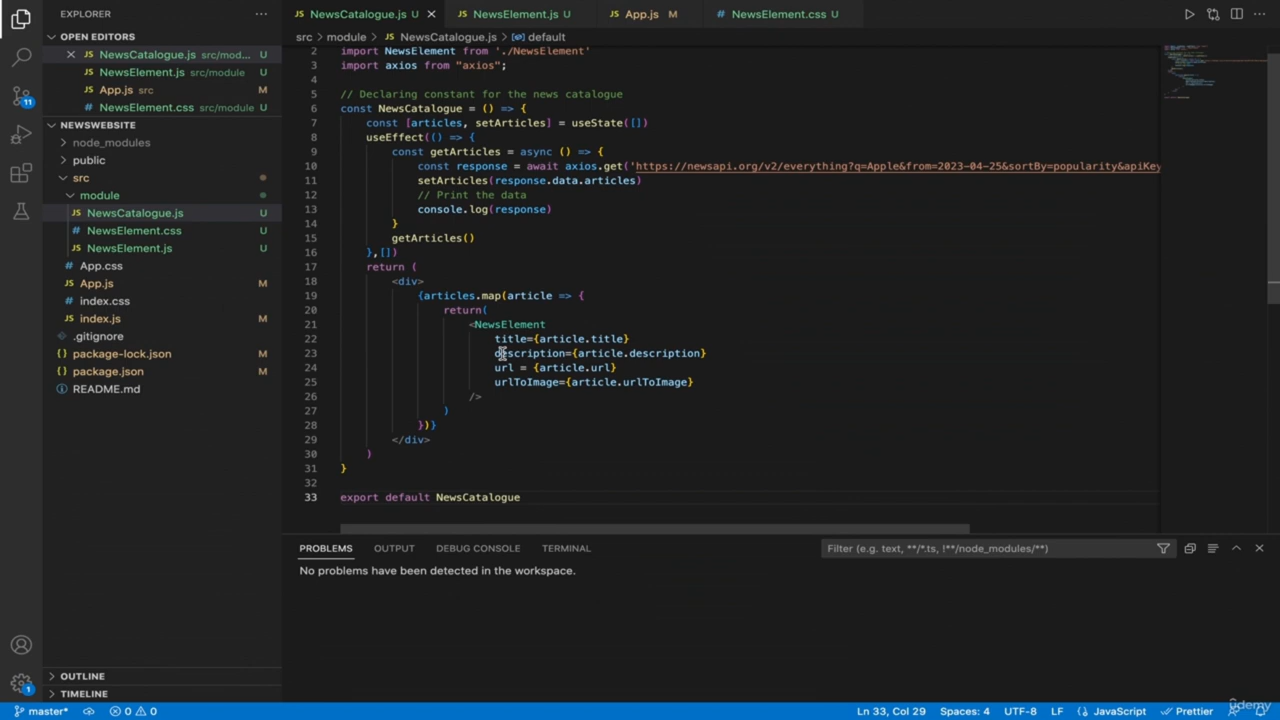 EXPLORER
NewsCatalogue.js U
NewsElement.js U
App.js M
NewsElement.css U
OPEN EDITORS
src > module > NewsCatalogue.js > default
NewsCatalogue.js src/mod... U
NewsElement.js src/module U
App.js src M
NewsElement.css src/module U
NEWSWEBSITE
node_modules
public
src
module
NewsCatalogue.js U
NewsElement.css U
NewsElement.js U
App.css
App.js M
index.css
index.js M
.gitignore
package-lock.json M
package.json M
README.md
OUTLINE
TIMELINE
11
1
2 import NewsElement from './NewsElement'
3 import axios from "axios";
4
5 // Declaring constant for the news catalogue
6 const NewsCatalogue = () => {
7 const [articles, setArticles] = useState([])
8 useEffect(() => {
9 const getArticles = async () => {
10 const response = await axios.get('https://newsapi.org/v2/everything?q=Apple&from=2023-04-25&sortBy=popularity&apiKey
11 setArticles(response.data.articles)
12 // Print the data
13 console.log(response)
14 }
15 getArticles()
16 },[])
17 return (
18 <div>
19 {articles.map(article => {
20 return(
21 <NewsElement
22 title={article.title}
23 description={article.description}
24 url = {article.url}
25 urlToImage={article.urlToImage}
26 />
27 )
28 })}
29 </div>
30 )
31 }
32
33 export default NewsCatalogue
PROBLEMS OUTPUT DEBUG CONSOLE TERMINAL
Filter (e.g. text, **/*.ts, !**/node_modules/**)
No problems have been detected in the workspace.
master*
0 0
Ln 33, Col 29
Spaces: 4
UTF-8
LF
{} JavaScript
Prettier
udemy